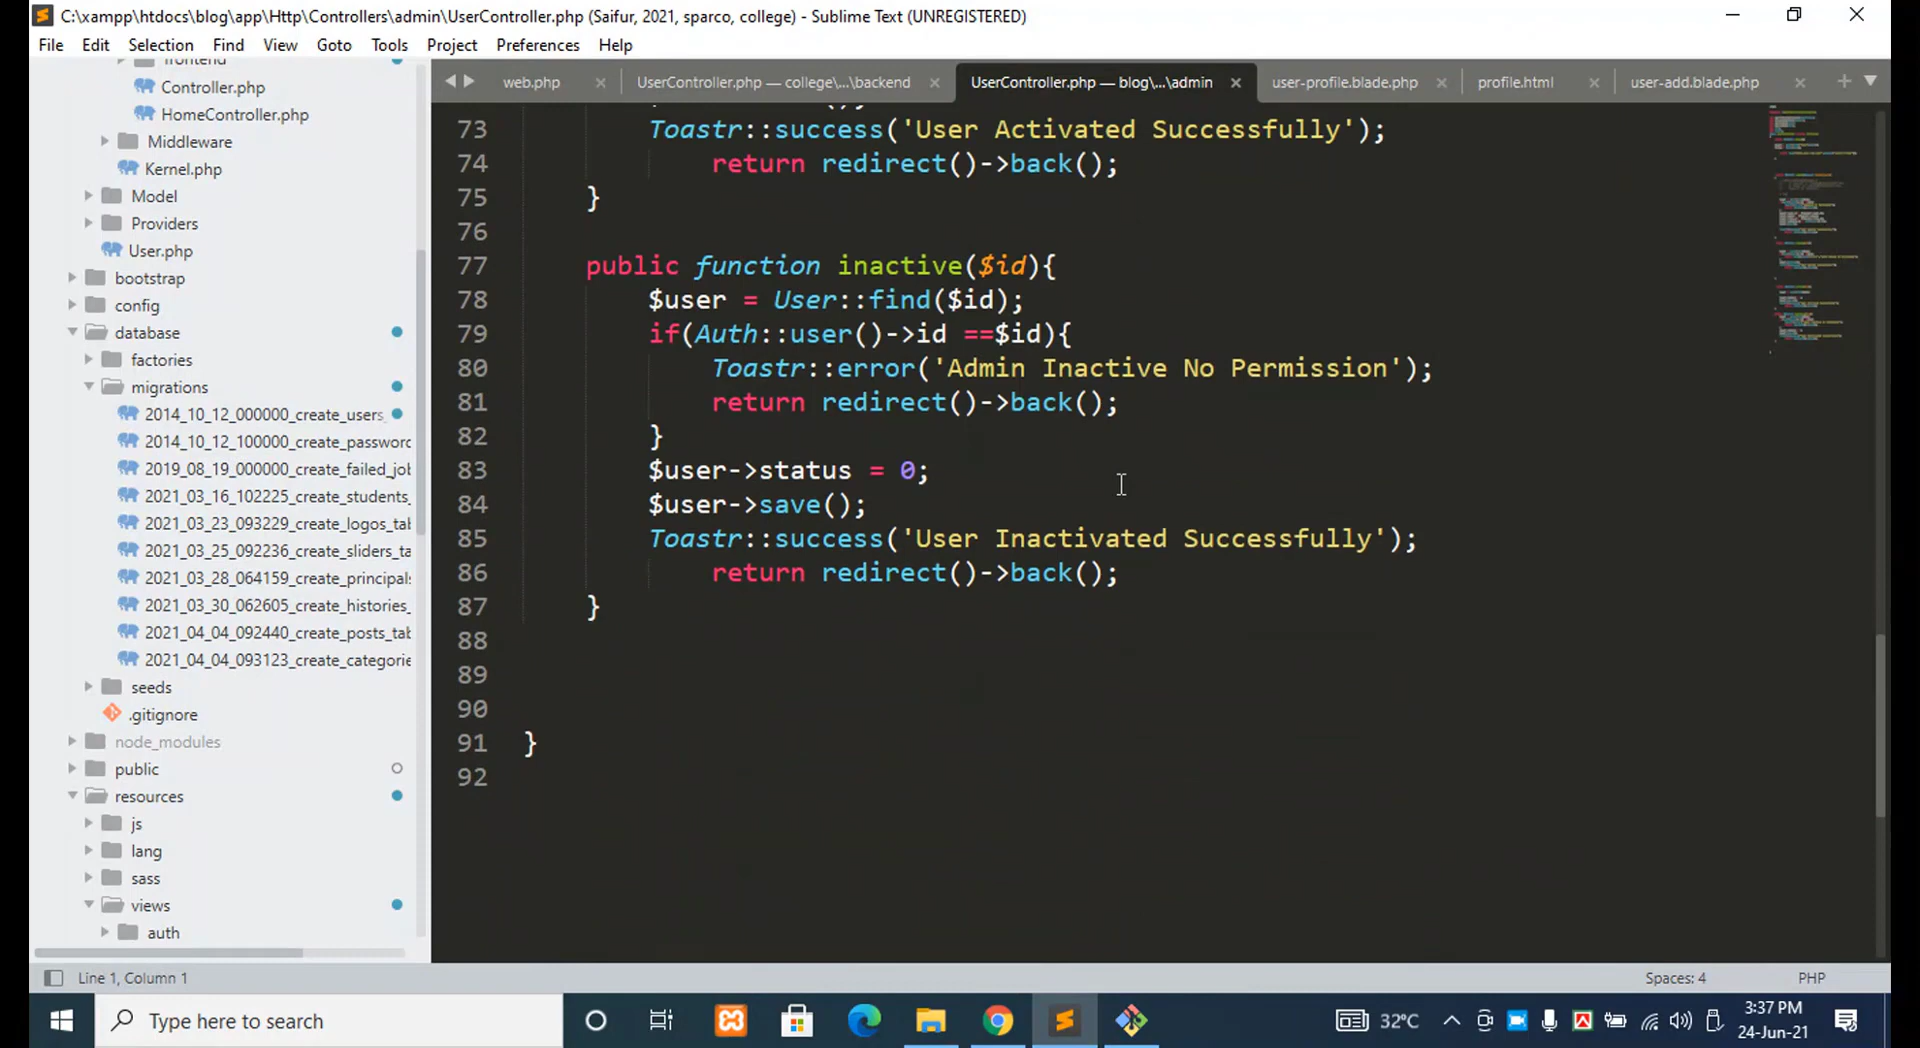 C:\xampp\htdocs\blog\app\Http\Controllers\admin\UserController.php (Saifur, 2021, sparco, college) - Sublime Text (UNREGISTERED)
File Edit Selection Find View Goto Tools Project Preferences Help
frontend
Controller.php
HomeController.php
Middleware
Kernel.php
Model
Providers
User.php
bootstrap
config
database
factories
migrations
2014_10_12_000000_create_users_
2014_10_12_100000_create_password
2019_08_19_000000_create_failed_job
2021_03_16_102225_create_students_
2021_03_23_093229_create_logos_tab
2021_03_25_092236_create_sliders_ta
2021_03_28_064159_create_principals
2021_03_30_062605_create_histories_
2021_04_04_092440_create_posts_tab
2021_04_04_093123_create_categorie
seeds
.gitignore
node_modules
public
resources
js
lang
sass
views
auth
web.php UserController.php — college\...\backend UserController.php — blog\...\admin user-profile.blade.php profile.html user-add.blade.php
73 Toastr::success('User Activated Successfully');
74 return redirect()->back();
75 }
76
77 public function inactive($id){
78 $user = User::find($id);
79 if(Auth::user()->id ==$id){
80 Toastr::error('Admin Inactive No Permission');
81 return redirect()->back();
82 }
83 $user->status = 0;
84 $user->save();
85 Toastr::success('User Inactivated Successfully');
86 return redirect()->back();
87 }
88
89
90
91 }
92
Line 1, Column 1 Spaces: 4 PHP
Type here to search 32°C 3:37 PM
24-Jun-21